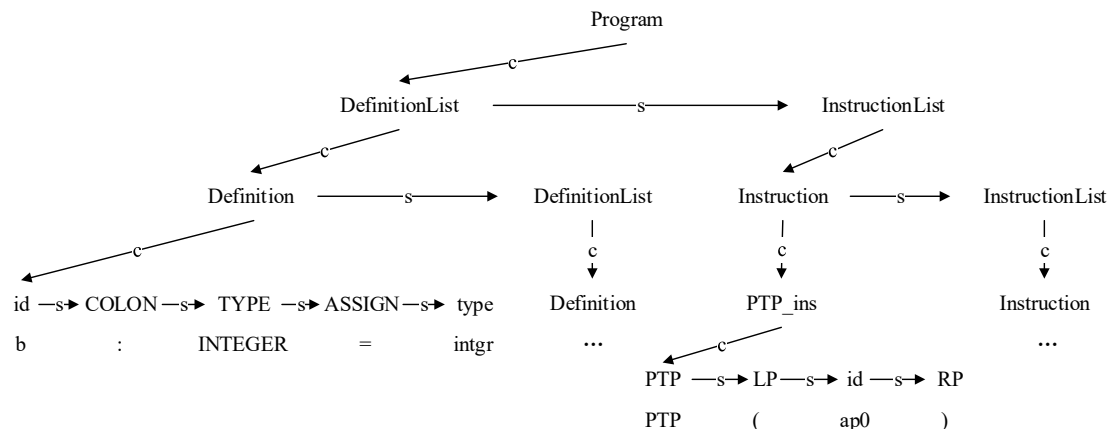 Program
c
DefinitionList s InstructionList
c c
Definition s DefinitionList Instruction s InstructionList
c c c c
id s COLON s TYPE s ASSIGN s type Definition PTP_ins Instruction
b : INTEGER = intgr ... c ...
PTP s LP s id s RP
PTP ( ap0 )